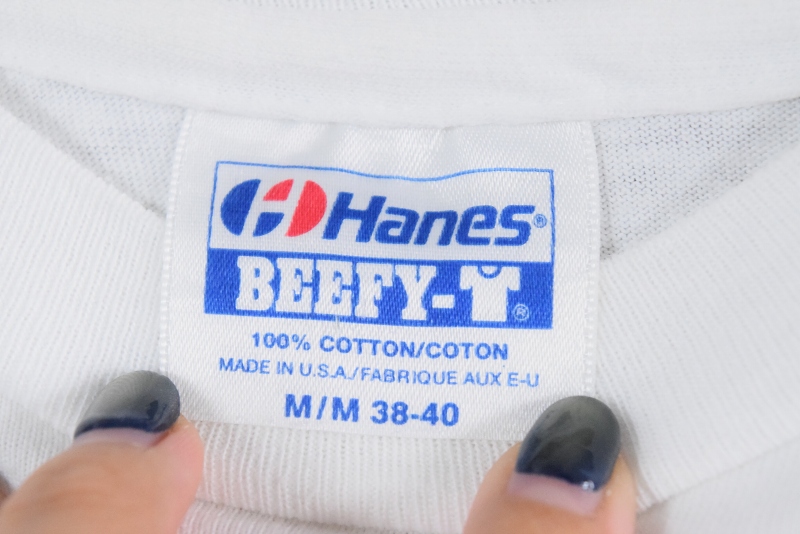 Hanes®
BEEFY-T®
100% COTTON/COTON
MADE IN U.S.A./FABRIQUE AUX E-U
M/M 38-40